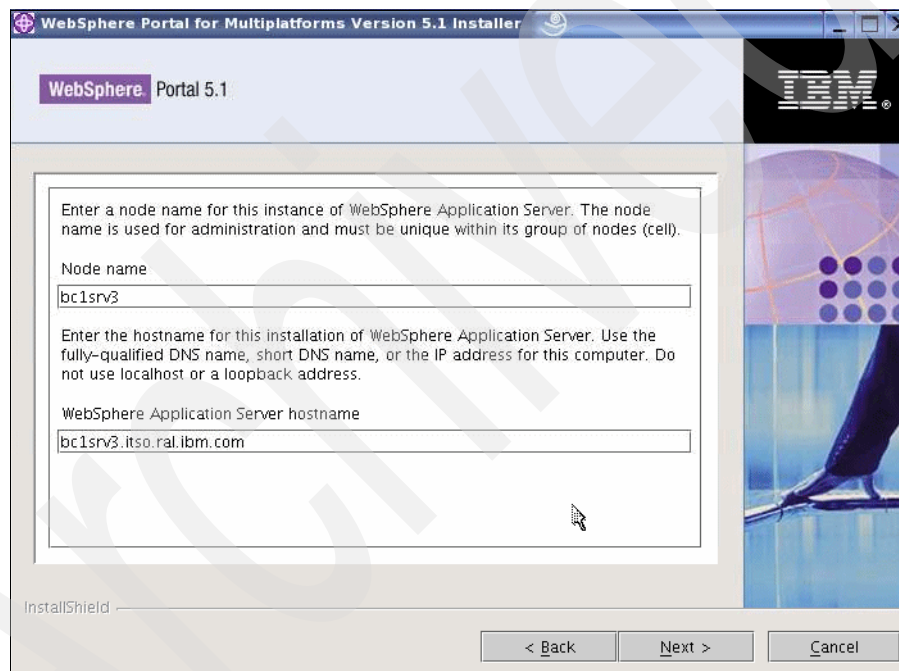 WebSphere Portal for Multiplatforms Version 5.1 Installer
WebSphere. Portal 5.1
IBM®
Enter a node name for this instance of WebSphere Application Server. The node
name is used for administration and must be unique within its group of nodes (cell).
Node name
bc1srv3
Enter the hostname for this installation of WebSphere Application Server. Use the
fully-qualified DNS name, short DNS name, or the IP address for this computer. Do
not use localhost or a loopback address.
WebSphere Application Server hostname
bc1srv3.itso.ral.ibm.com
InstallShield
< Back
Next >
Cancel